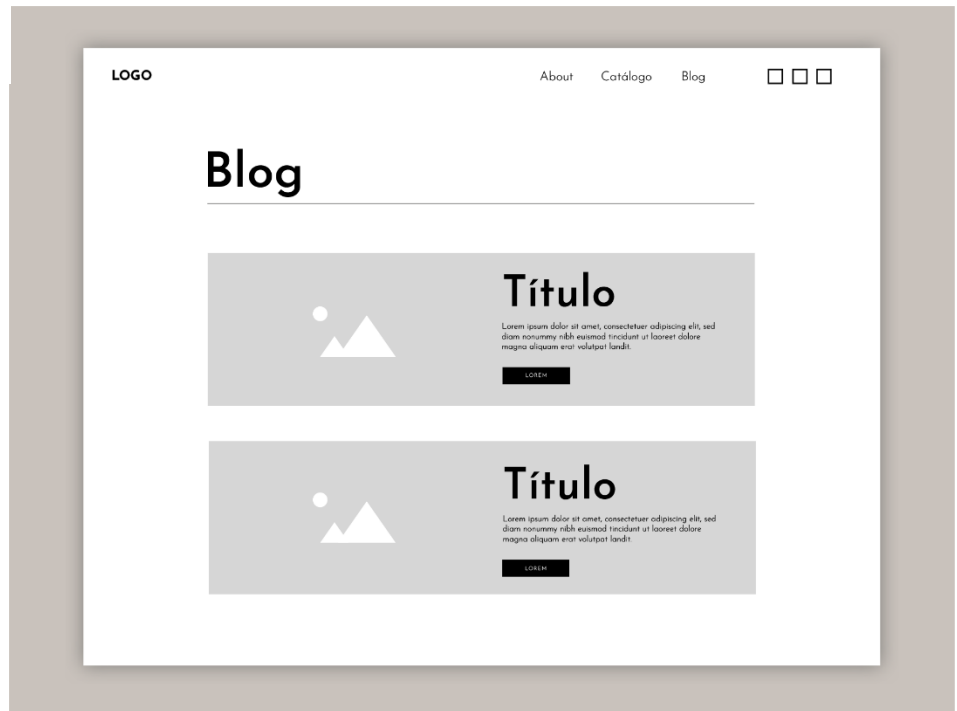 LOGO
About Catálogo Blog
Blog
Título
Lorem ipsum dolor sit amet, consectetuer adipiscing elit, sed
diam nonummy nibh euismod tincidunt ut laoreet dolore
magna aliquam erat volutpat landit.
LOREM
Título
Lorem ipsum dolor sit amet, consectetuer adipiscing elit, sed
diam nonummy nibh euismod tincidunt ut laoreet dolore
magna aliquam erat volutpat landit.
LOREM